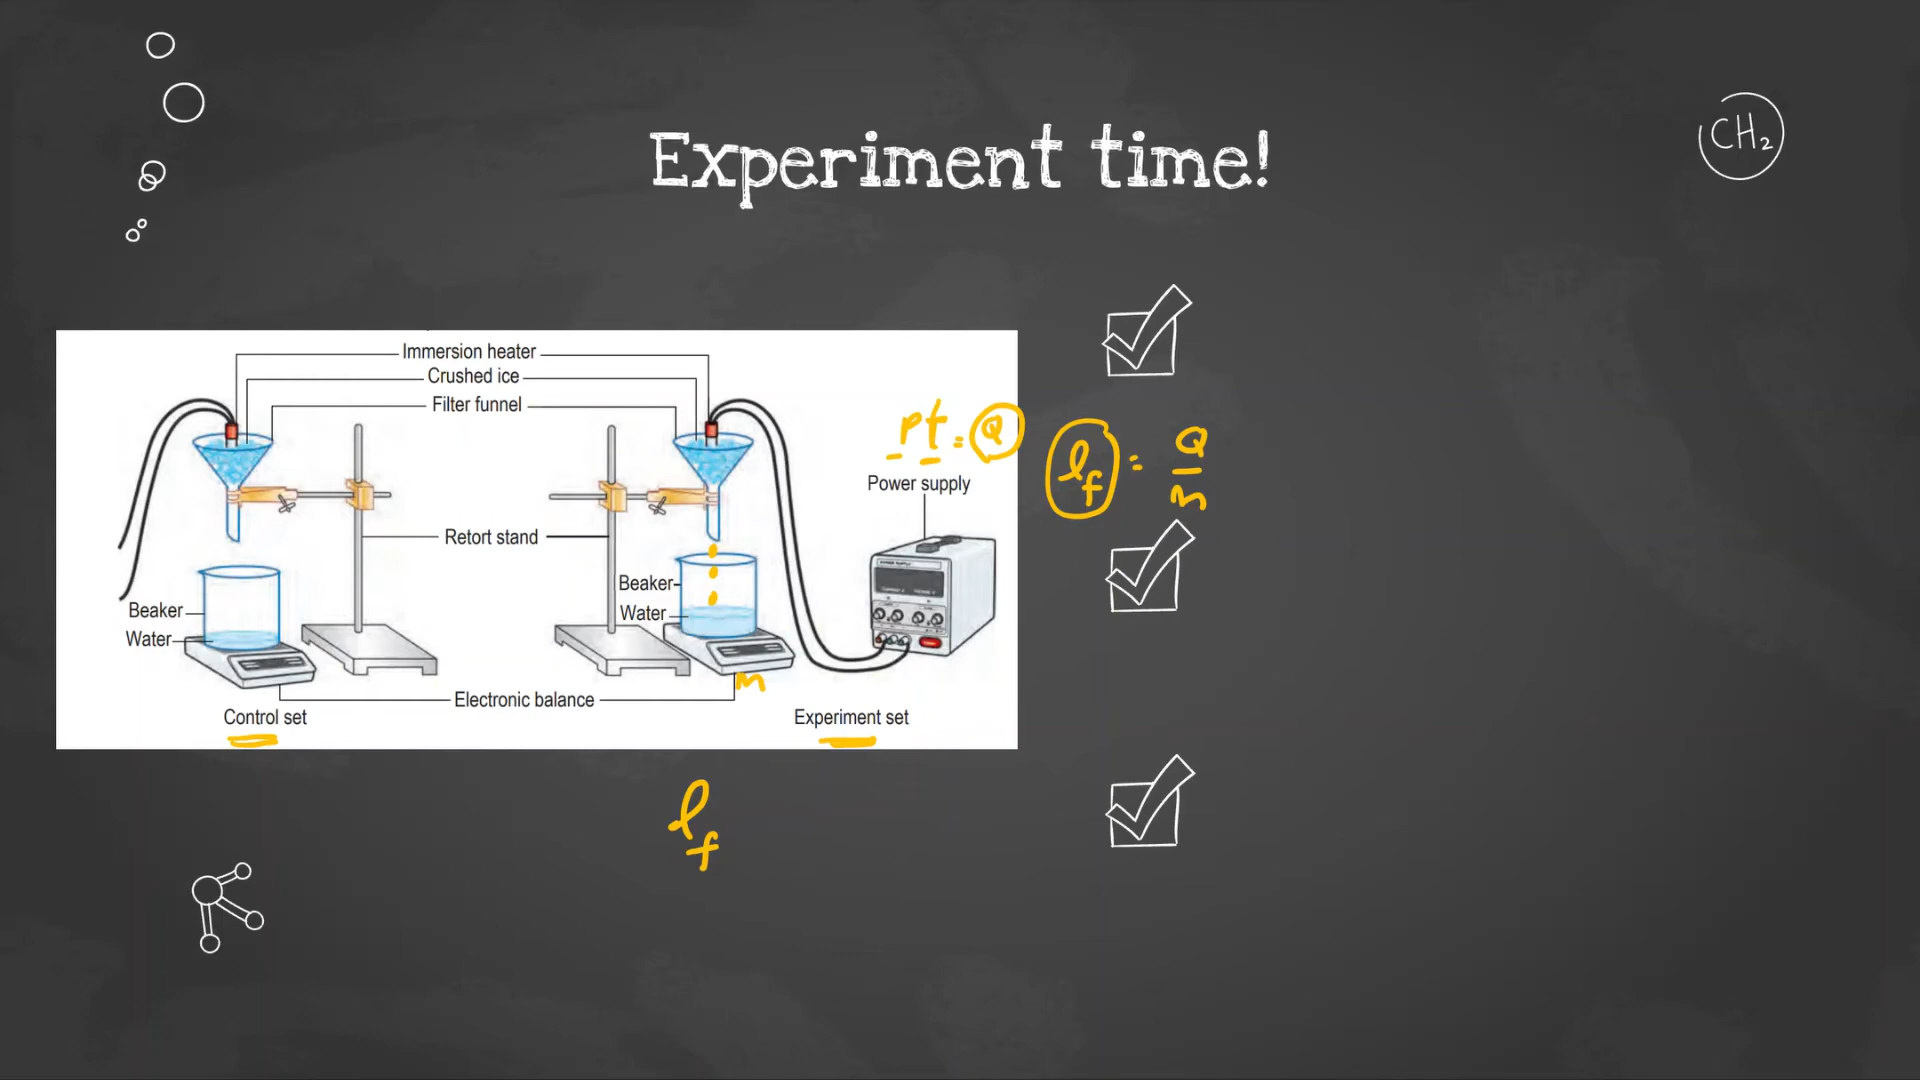 CH₂
Experiment time!
Immersion heater
Crushed ice
Filter funnel
Pt = Q
ℓf = Q/m
Power supply
Retort stand
Beaker
Water
Beaker
Water
m
Electronic balance
Control set
Experiment set
ℓf